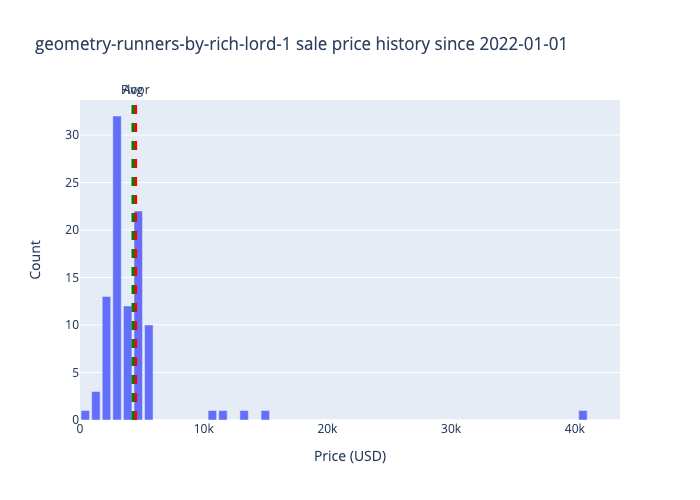 geometry-runners-by-rich-lord-1 sale price history since 2022-01-01
Count
30
25
20
15
10
5
0
0
10k
20k
30k
40k
Price (USD)